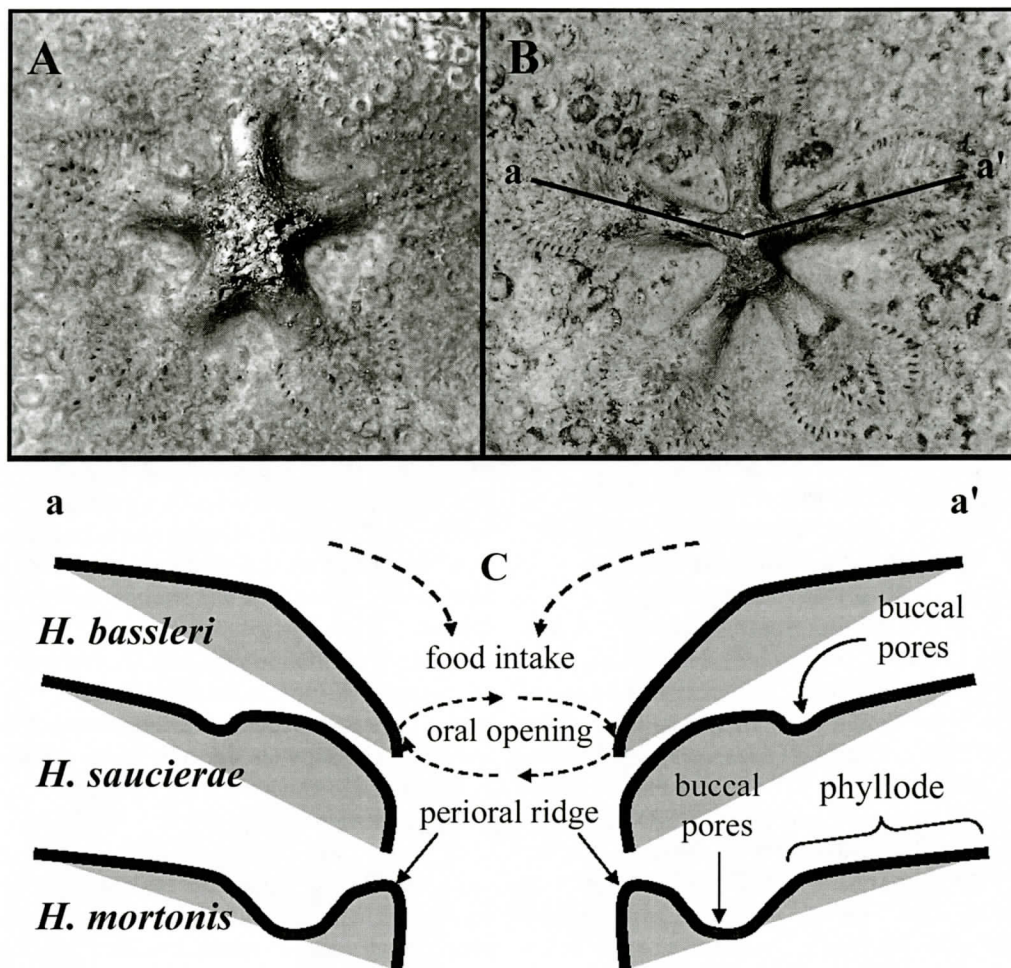 A
B
a
a'
a
a'
C
buccal
pores
H. bassleri
food intake
oral opening
H. saucierae
perioral ridge
buccal
pores
phyllode
H. mortonis